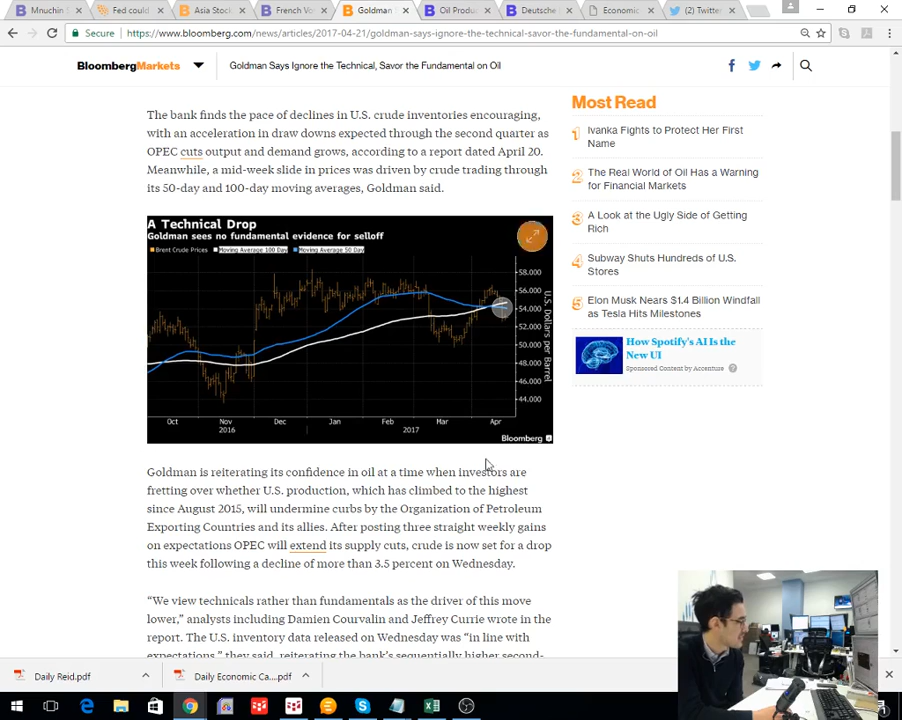 Mnuchin
Fed could
Asia Stock
French Vo
Goldman
Oil Produ
Deutsche
Economic
(2) Twitter
Secure
https://www.bloomberg.com/news/articles/2017-04-21/goldman-says-ignore-the-technical-savor-the-fundamental-on-oil
BloombergMarkets
Goldman Says Ignore the Technical, Savor the Fundamental on Oil
The bank finds the pace of declines in U.S. crude inventories encouraging,
with an acceleration in draw downs expected through the second quarter as
OPEC cuts output and demand grows, according to a report dated April 20.
Meanwhile, a mid-week slide in prices was driven by crude trading through
its 50-day and 100-day moving averages, Goldman said.
A Technical Drop
Goldman sees no fundamental evidence for selloff
Brent Crude Prices
Moving Average 100 Day
Moving Average 50 Day
58.000
56.000
54.000
52.000
50.000
48.000
46.000
44.000
U.S. Dollars per Barrel
Oct
Nov
Dec
Jan
Feb
Mar
Apr
2016
2017
Bloomberg
Goldman is reiterating its confidence in oil at a time when investors are
fretting over whether U.S. production, which has climbed to the highest
since August 2015, will undermine curbs by the Organization of Petroleum
Exporting Countries and its allies. After posting three straight weekly gains
on expectations OPEC will extend its supply cuts, crude is now set for a drop
this week following a decline of more than 3.5 percent on Wednesday.
“We view technicals rather than fundamentals as the driver of this move
lower,” analysts including Damien Courvalin and Jeffrey Currie wrote in the
report. The U.S. inventory data released on Wednesday was “in line with
expectations,” they said, reiterating the bank's sequentially higher second-
Most Read
1
Ivanka Fights to Protect Her First
Name
2
The Real World of Oil Has a Warning
for Financial Markets
3
A Look at the Ugly Side of Getting
Rich
4
Subway Shuts Hundreds of U.S.
Stores
5
Elon Musk Nears $1.4 Billion Windfall
as Tesla Hits Milestones
How Spotify's AI Is the
New UI
Sponsored Content by Accenture
Daily Reid.pdf
Daily Economic Ca....pdf